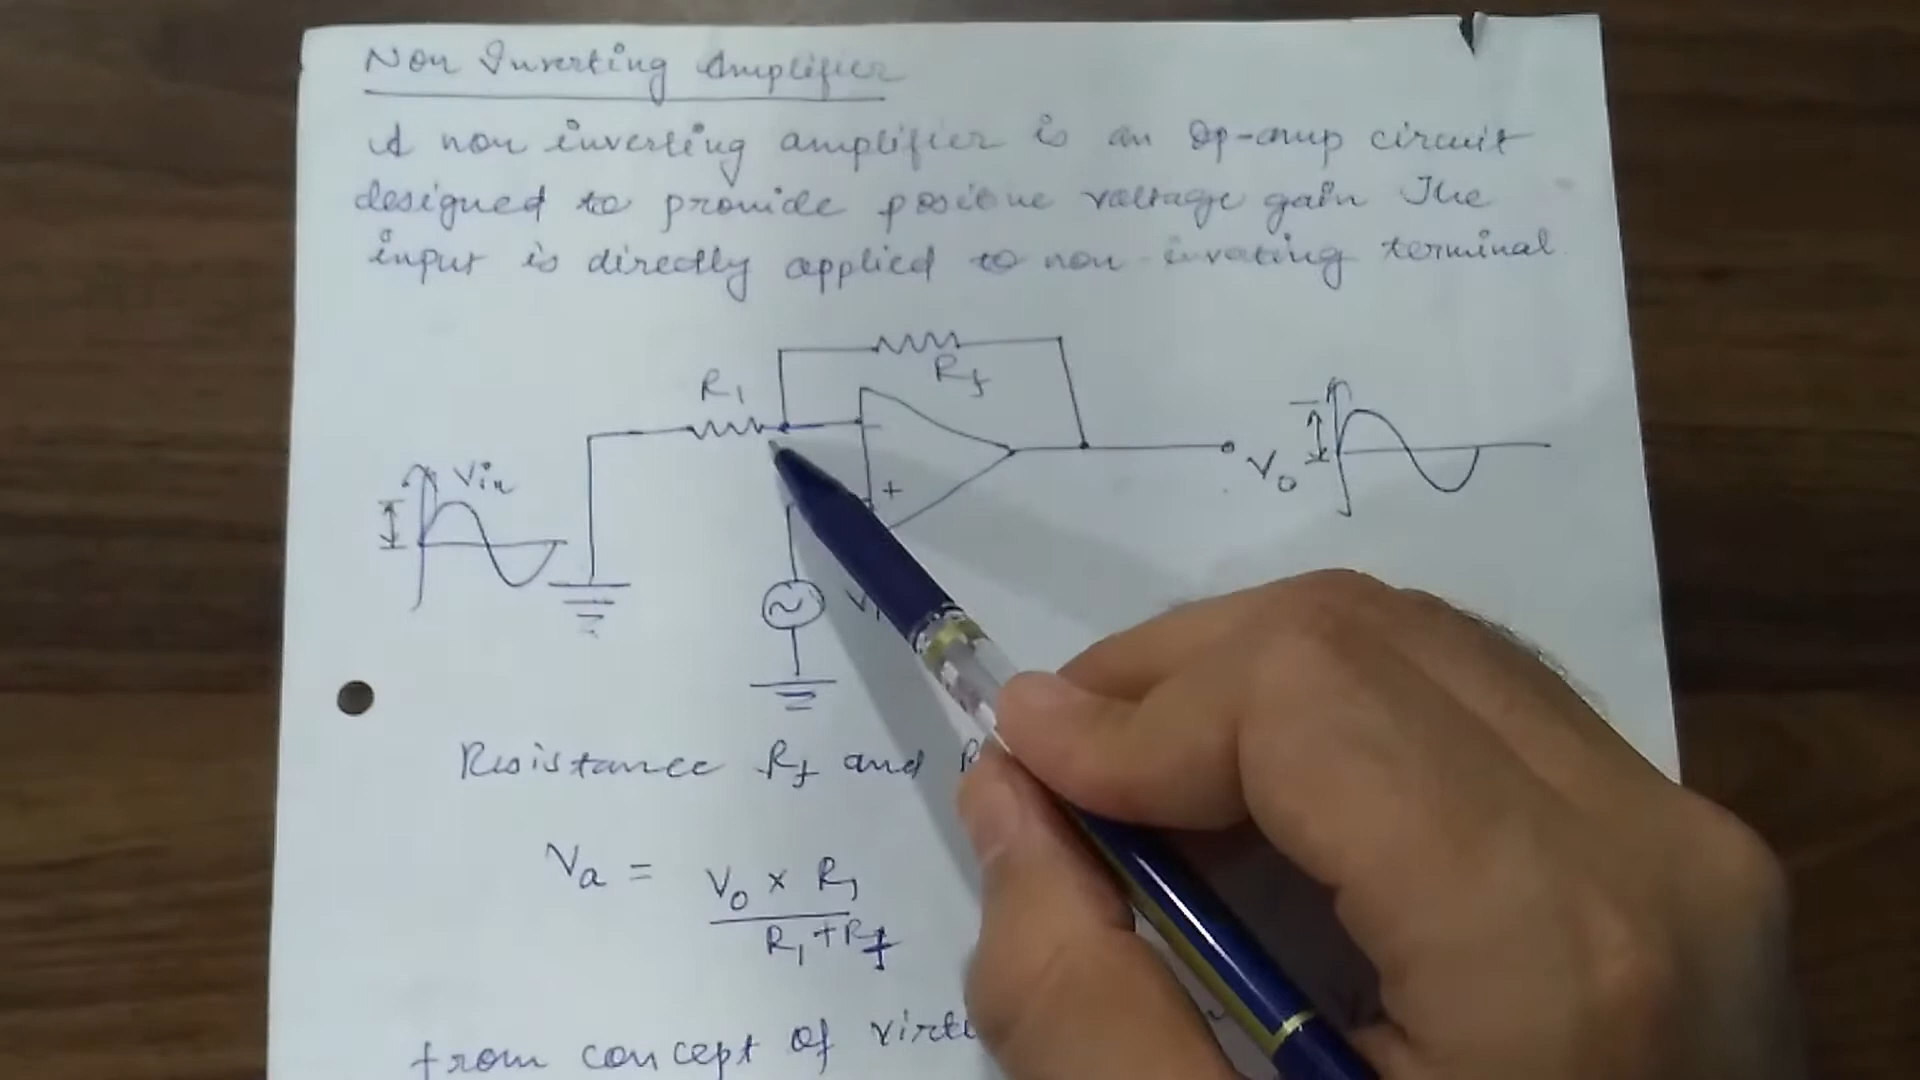 Non Inverting Amplifier
A non inverting amplifier is an Op-amp circuit
designed to provide positive voltage gain The
input is directly applied to non invating terminal
Rf
R1
Vin
-
+
Vo
Resistance Rf and
Va = Vo × R1
R1+Rf
from concept of